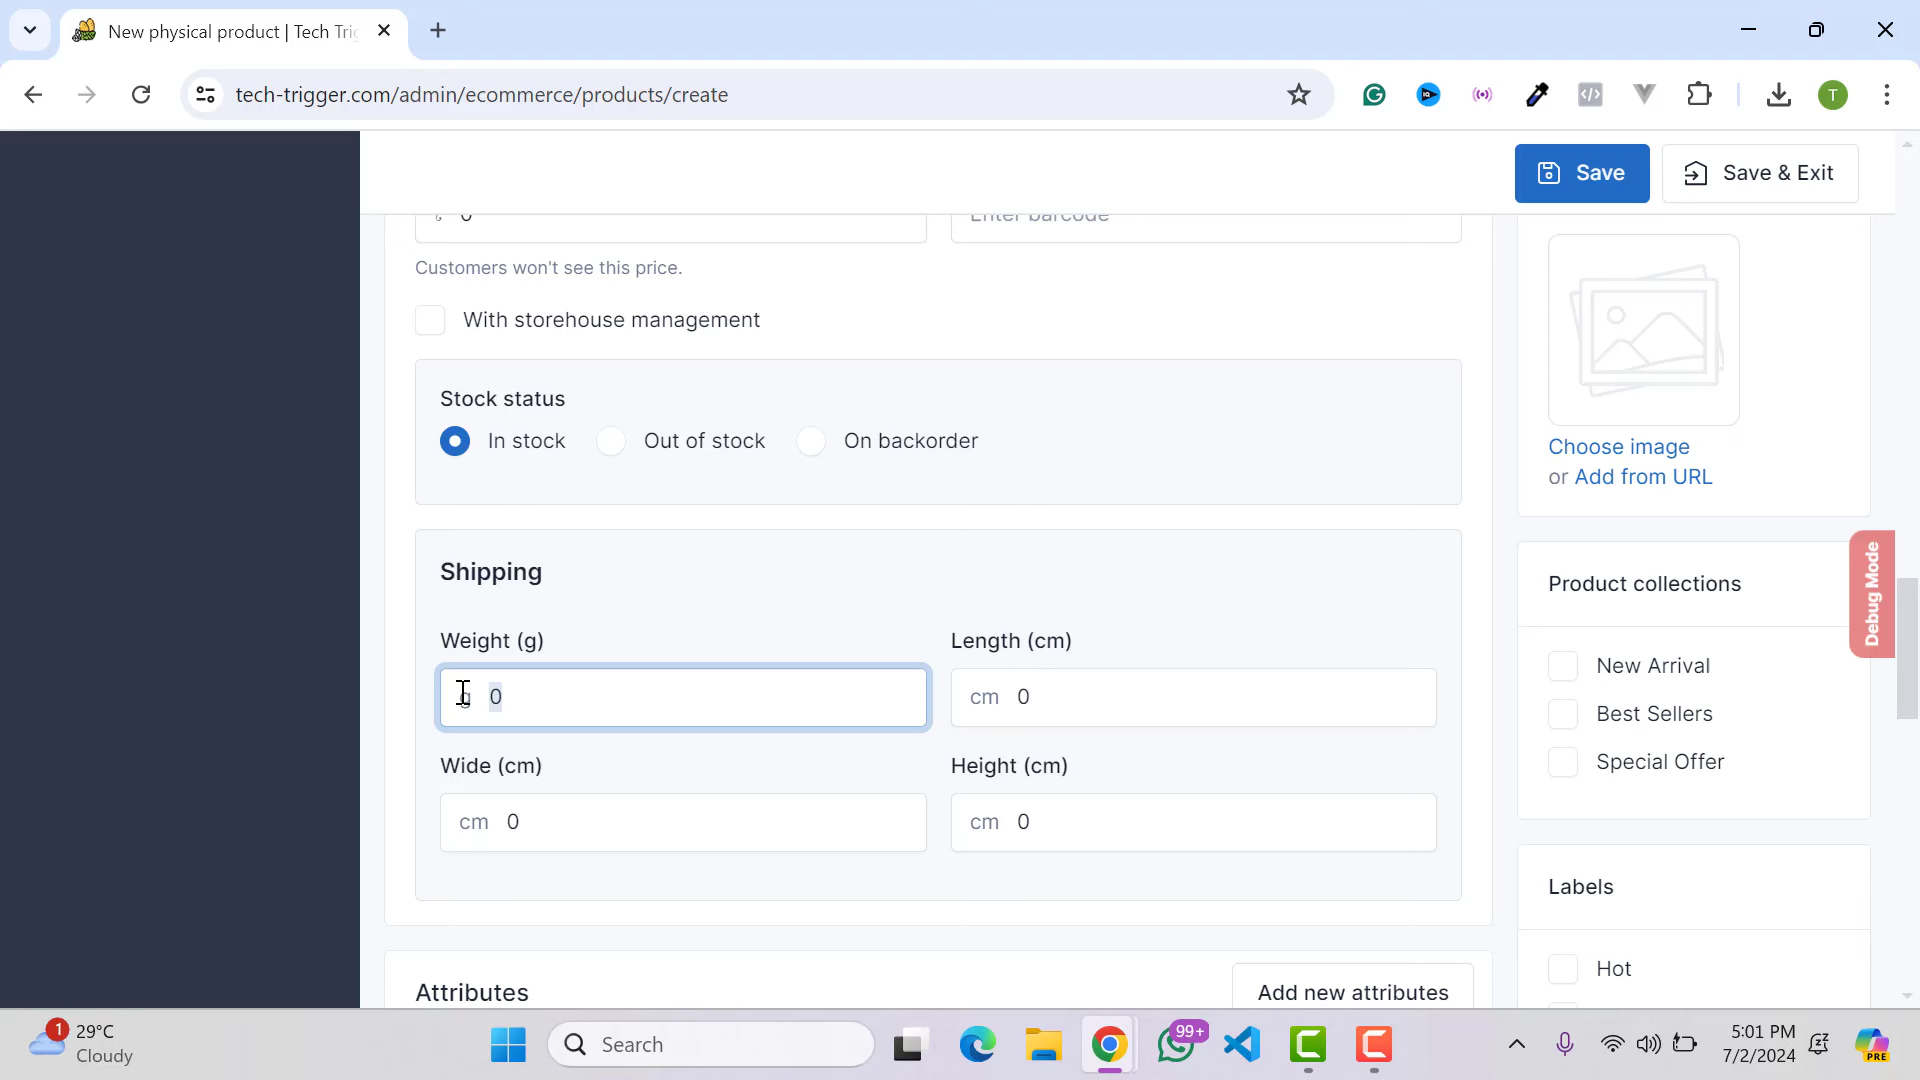 New physical product | Tech Tri
tech-trigger.com/admin/ecommerce/products/create
T
Save
Save & Exit
0
Enter barcode
Customers won't see this price.
With storehouse management
Stock status
In stock
Out of stock
On backorder
Shipping
Weight (g)
Length (cm)
g 0
cm 0
Wide (cm)
Height (cm)
cm 0
cm 0
Attributes
Add new attributes
Choose image
or Add from URL
Debug Mode
Product collections
New Arrival
Best Sellers
Special Offer
Labels
Hot
1
29°C
Cloudy
Search
99+
5:01 PM
7/2/2024
PRE